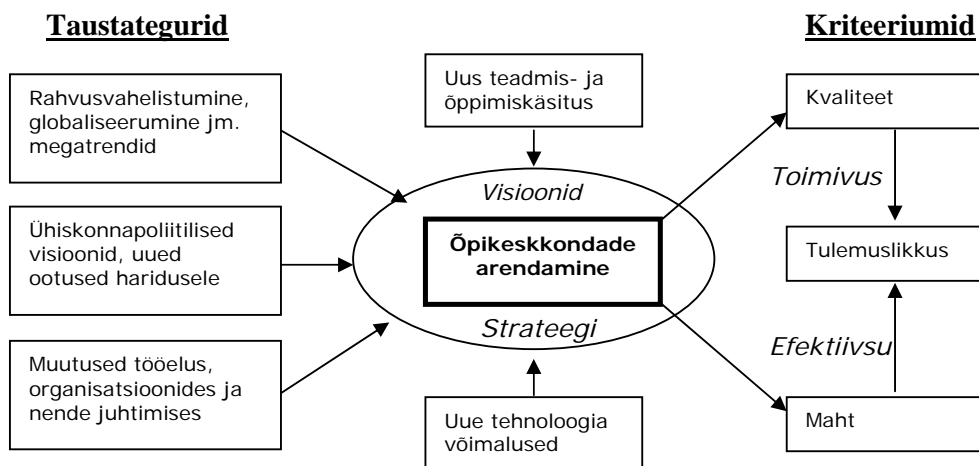 Taustategurid
Rahvusvahelistumine,
globaliseerumine jm.
megatrendid
Ühiskonnapoliitilised
visioonid, uued
ootused haridusele
Muutused tööelus,
organisatsioonides ja
nende juhtimises
Uus teadmis- ja
õppimiskäsitus
Visioonid
Õpikeskkondade
arendamine
Strateegi
Uue tehnoloogia
võimalused
Kriteeriumid
Kvaliteet
Toimivus
Tulemuslikkus
Efektiivsu
Maht